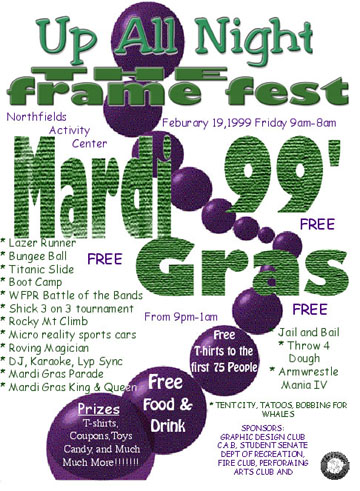 Up All Night
THE
frame fest
Northfields
Activity
Center
Feburary 19,1999 Friday 9am-8am
Mardi
99'
Gras
FREE
FREE
FREE
* Lazer Runner
* Bungee Ball
* Titanic Slide
* Boot Camp
* WFPR Battle of the Bands
* Shick 3 on 3 tournament
* Rocky Mt Climb
* Micro reality sports cars
* Roving Magician
* DJ, Karaoke, Lyp Sync
* Mardi Gras Parade
* Mardi Gras King & Queen
From 9pm-1am
Free
T-hirts to the
first 75 People
* Jail and Bail
* Throw 4
Dough
* Armwrestle
Mania IV
Free
Food &
Drink
Prizes
T-shirts,
Coupons,Toys
Candy, and Much
Much More!!!!!!!
* TENT CITY, TATOOS, BOBBING FOR
WHALES
SPONSORS:
GRAPHIC DESIGN CLUB
C.A.B, STUDENT SENATE
DEPT OF RECREATION,
FIRE CLUB, PERFORMING
ARTS CLUB AND